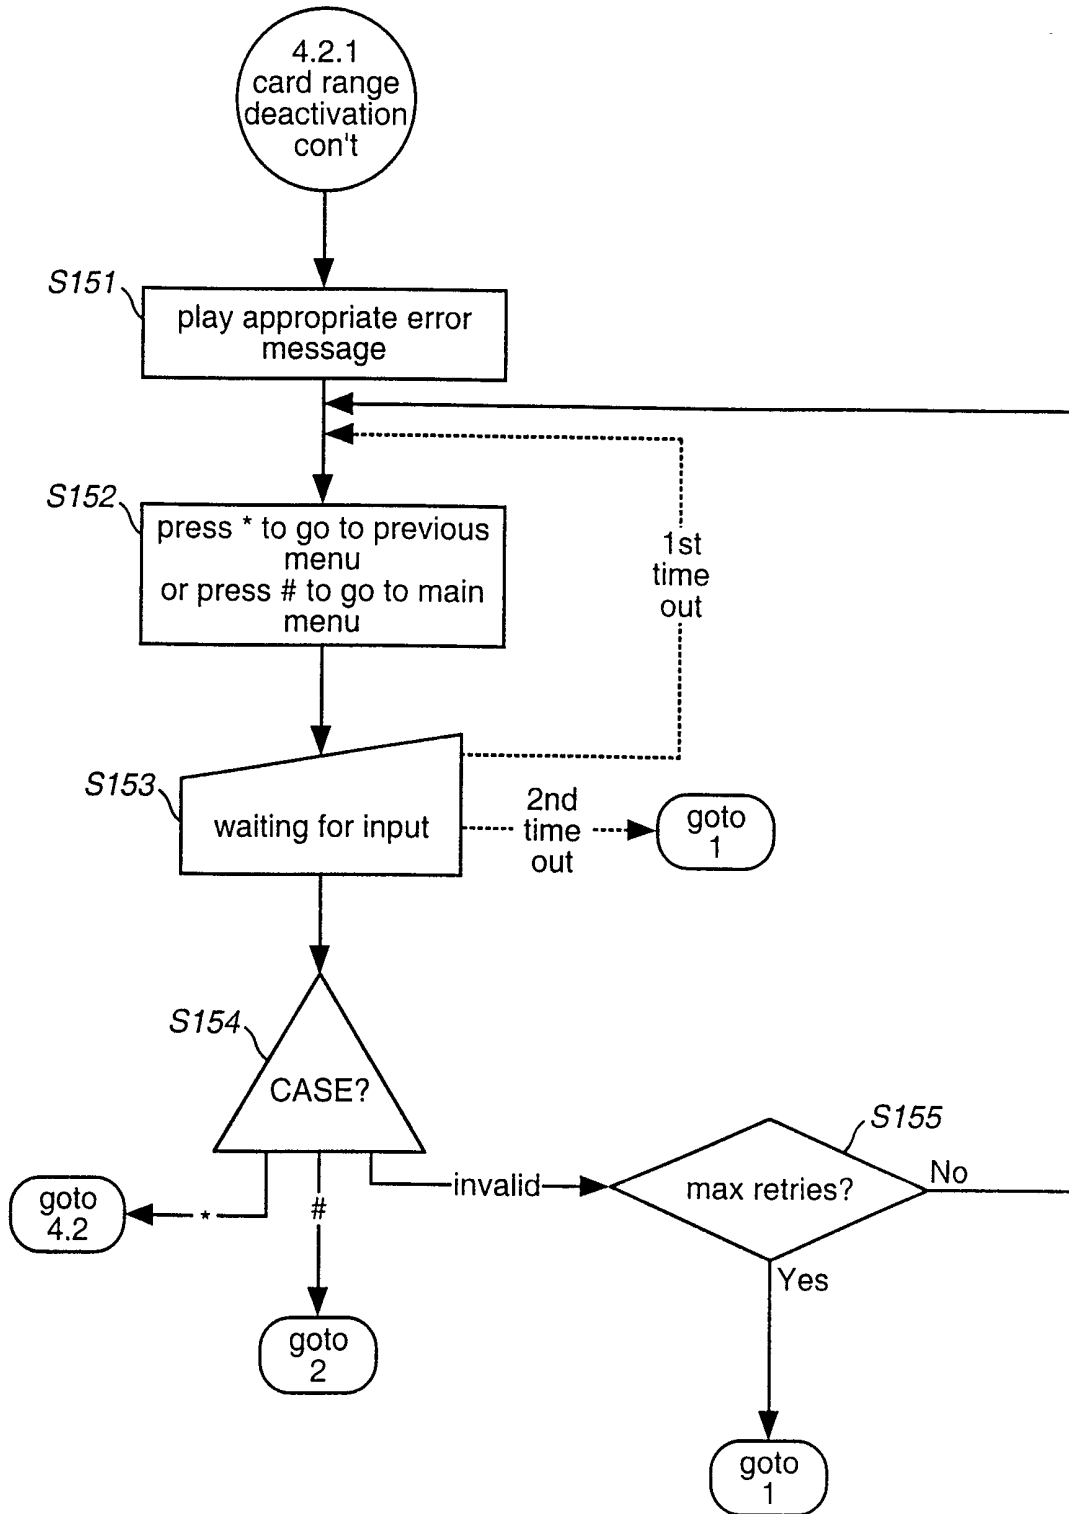 4.2.1
card range
deactivation
con't
S151
play appropriate error
message
S152
press * to go to previous
menu
or press # to go to main
menu
1st
time
out
S153
waiting for input
2nd
time
out
goto
1
S154
CASE?
S155
max retries?
No
invalid
goto
4.2
*
#
Yes
goto
2
goto
1